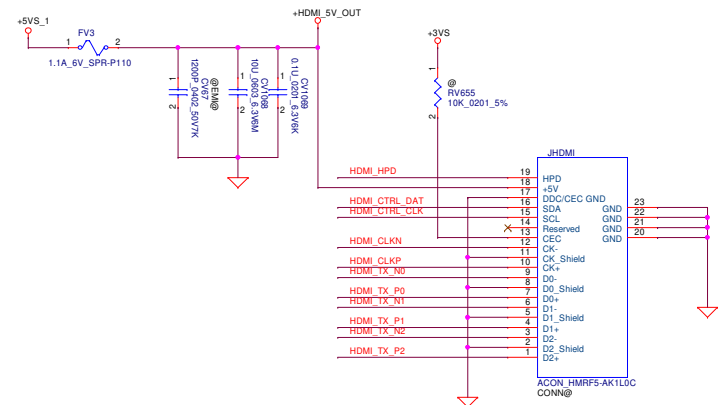 +5VS_1
+HDMI_5V_OUT
FV3
1 2
1.1A_6V_SPR-P110
+3VS
1
@
RV655
10K_0201_5%
2
1
2
@EMI@
CV67
1200P_0402_50V7K
1
2
CV1068
10U_0603_6.3V6M
1
2
CV1069
0.1U_0201_6.3V6K
JHDMI
HDMI_HPD 19 HPD
18 +5V
17 DDC/CEC GND
HDMI_CTRL_DAT 16 SDA GND 23
HDMI_CTRL_CLK 15 SCL GND 22
14 Reserved GND 21
13 CEC GND 20
HDMI_CLKN 12 CK-
11 CK_Shield
HDMI_CLKP 10 CK+
HDMI_TX_N0 9 D0-
8 D0_Shield
HDMI_TX_P0 7 D0+
HDMI_TX_N1 6 D1-
5 D1_Shield
HDMI_TX_P1 4 D1+
HDMI_TX_N2 3 D2-
2 D2_Shield
HDMI_TX_P2 1 D2+
ACON_HMRF5-AK1L0C
CONN@